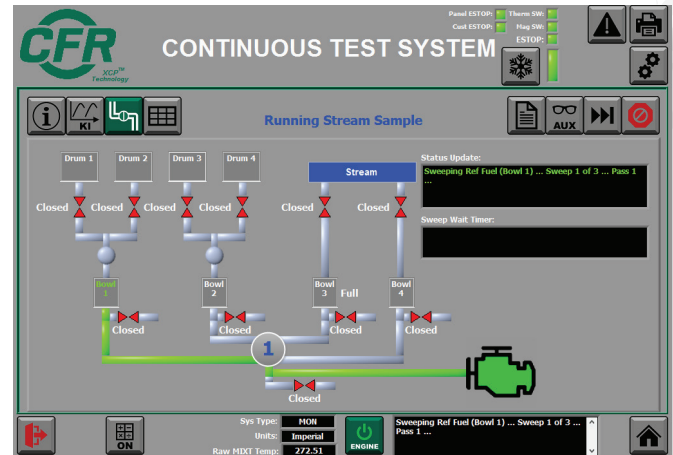 CFR
XCP™
Technology
CONTINUOUS TEST SYSTEM
Panel ESTOP:
Therm SW:
Cust ESTOP:
Mag SW:
ESTOP:
i
KI
Running Stream Sample
AUX
Drum 1
Drum 2
Drum 3
Drum 4
Stream
Status Update:
Sweeping Ref Fuel (Bowl 1) ... Sweep 1 of 3 ... Pass 1
...
Closed
Closed
Closed
Closed
Closed
Closed
Sweep Wait Timer:
Bowl
1
Bowl
2
Bowl
3
Full
Bowl
4
Closed
Closed
Closed
Closed
1
Closed
ON
Sys Type:
MON
Units:
Imperial
Raw MIXT Temp:
272.51
ENGINE
Sweeping Ref Fuel (Bowl 1) ... Sweep 1 of 3 ...
Pass 1 ...